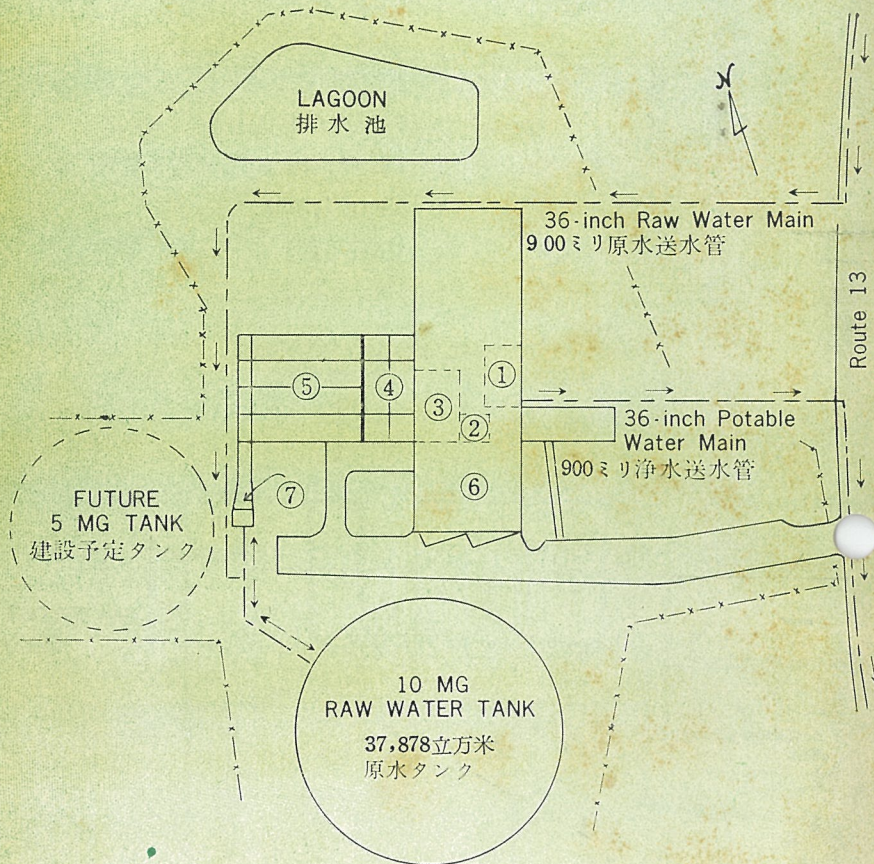 LAGOON
排水池
N
36-inch Raw Water Main
900ミリ原水送水管
Route 13
①
⑤
④
③
②
36-inch Potable
Water Main
900ミリ浄水送水管
⑥
⑦
FUTURE
5 MG TANK
建設予定タンク
10 MG
RAW WATER TANK
37,878立万米
原水タンク